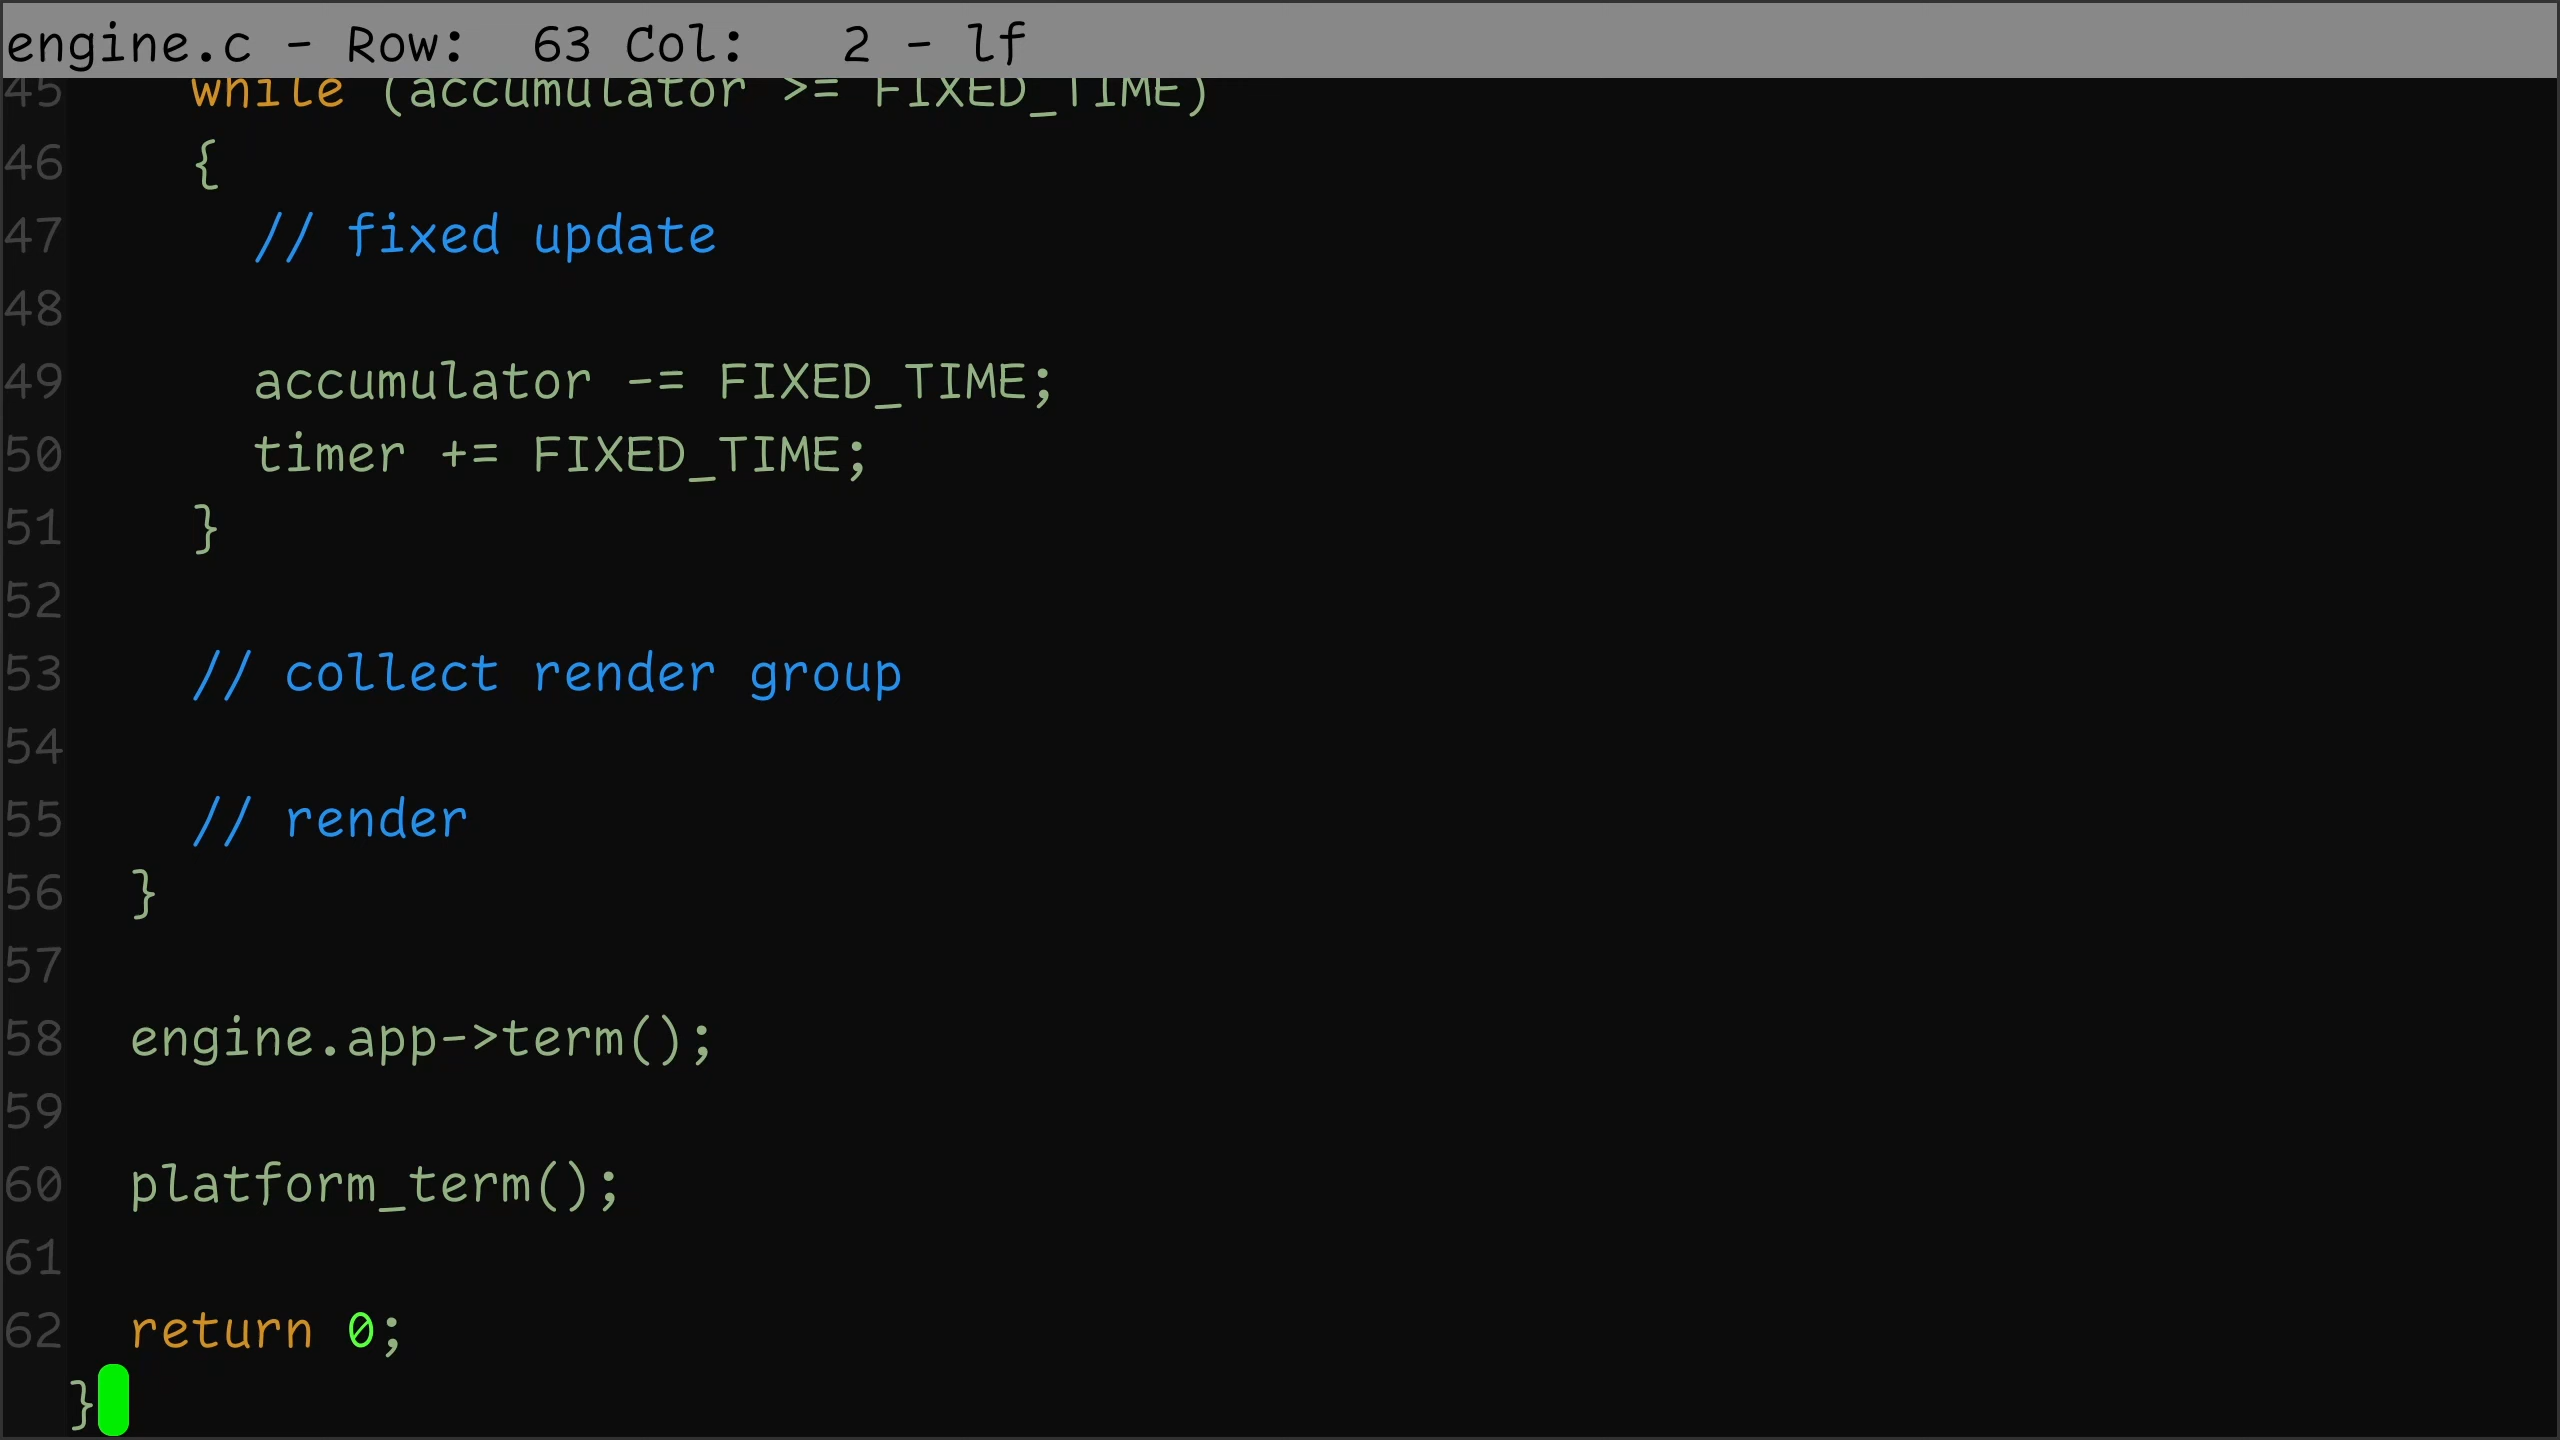 engine.c - Row:  63 Col:   2 - lf
45    while (accumulator >= FIXED_TIME)
46    {
47      // fixed update
48
49      accumulator -= FIXED_TIME;
50      timer += FIXED_TIME;
51    }
52
53    // collect render group
54
55    // render
56  }
57
58  engine.app->term();
59
60  platform_term();
61
62  return 0;
}